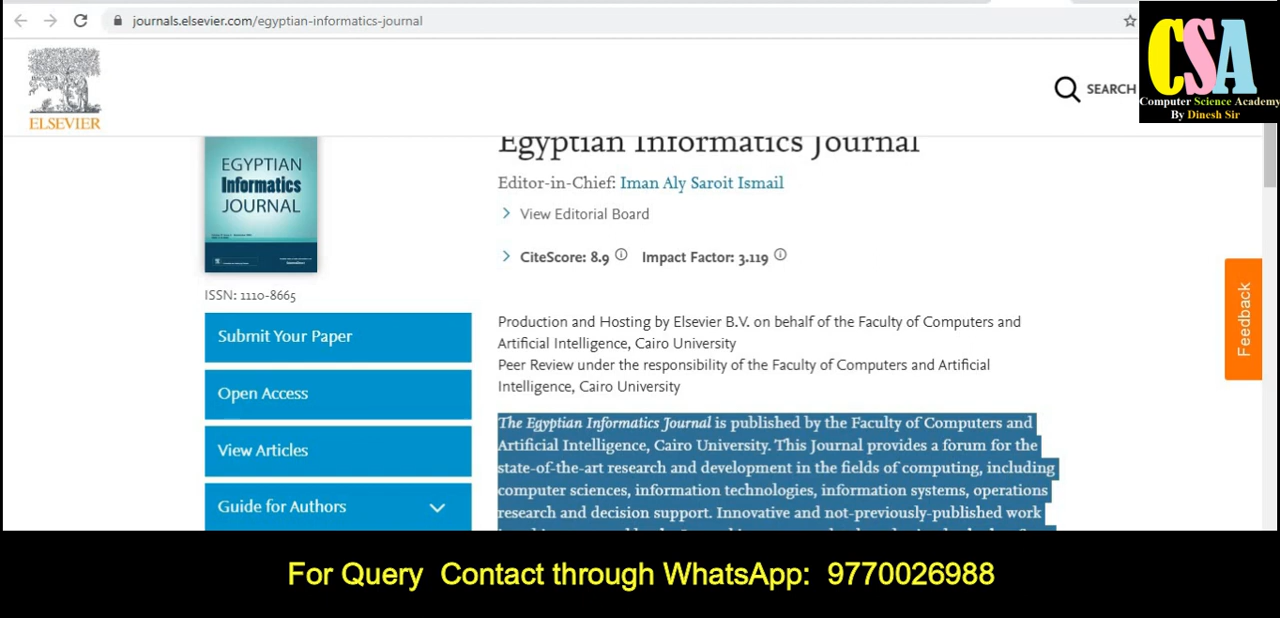 journals.elsevier.com/egyptian-informatics-journal
CSA
Computer Science Academy
By Dinesh Sir
ELSEVIER
SEARCH
Egyptian Informatics Journal
EGYPTIAN
Informatics
JOURNAL
Editor-in-Chief: Iman Aly Saroit Ismail
View Editorial Board
CiteScore: 8.9 Impact Factor: 3.119
ISSN: 1110-8665
Submit Your Paper
Open Access
View Articles
Guide for Authors
Production and Hosting by Elsevier B.V. on behalf of the Faculty of Computers and
Artificial Intelligence, Cairo University
Peer Review under the responsibility of the Faculty of Computers and Artificial
Intelligence, Cairo University
The Egyptian Informatics Journal is published by the Faculty of Computers and
Artificial Intelligence, Cairo University. This Journal provides a forum for the
state-of-the-art research and development in the fields of computing, including
computer sciences, information technologies, information systems, operations
research and decision support. Innovative and not-previously-published work
Feedback
For Query Contact through WhatsApp: 9770026988